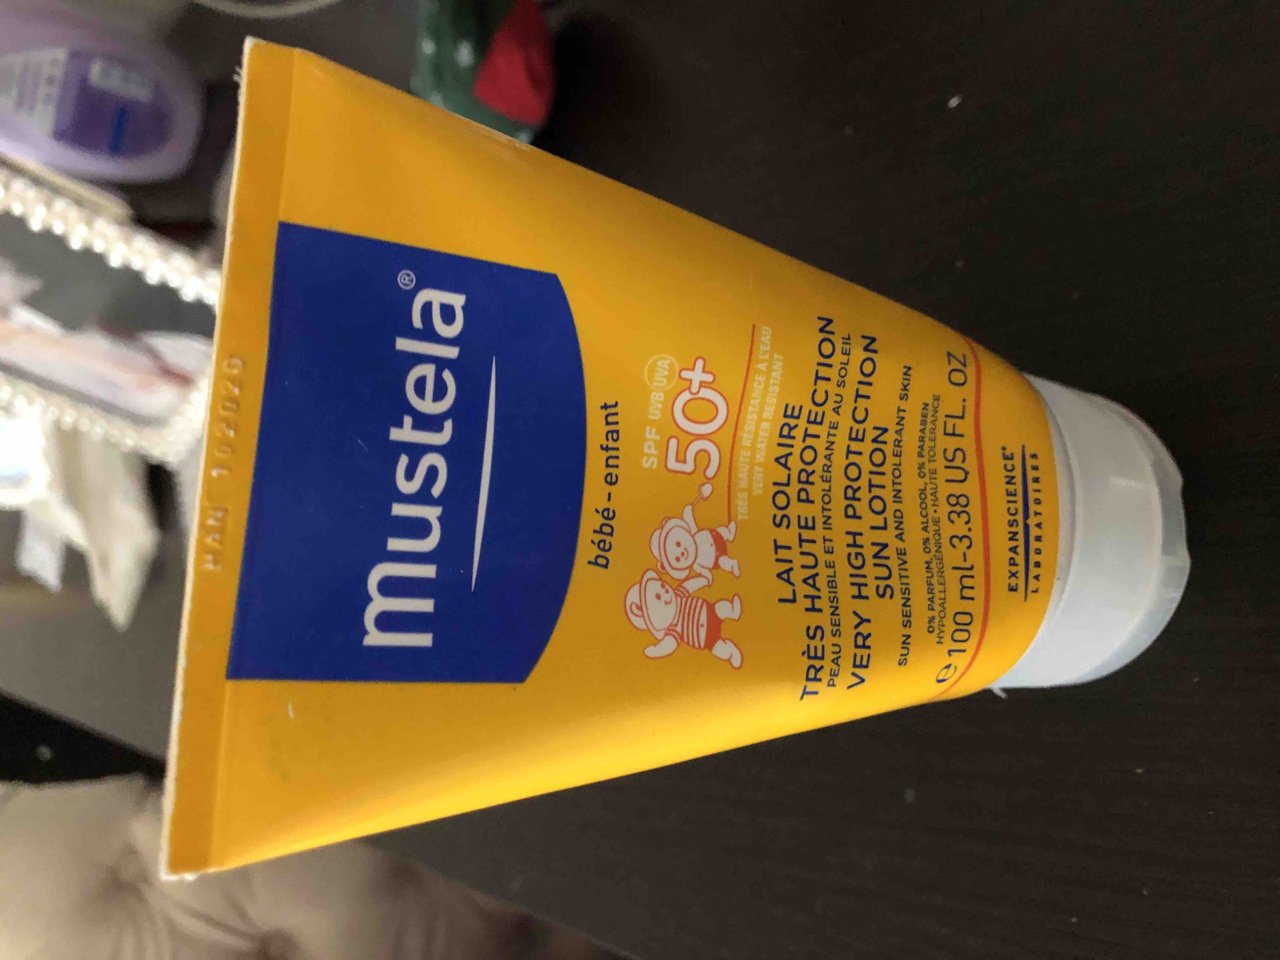 MAN 102020
mustela®
bébé-enfant
SPF UVB UVA
50+
TRÈS HAUTE RÉSISTANCE À L'EAU
VERY WATER RESISTANT
LAIT SOLAIRE
TRÈS HAUTE PROTECTION
PEAU SENSIBLE ET INTOLÉRANTE AU SOLEIL
VERY HIGH PROTECTION
SUN LOTION
SUN SENSITIVE AND INTOLERANT SKIN
0% PARFUM, 0% ALCOOL, 0% PARABEN
HYPOALLERGÉNIQUE • HAUTE TOLÉRANCE
e 100 ml-3.38 US FL. OZ
EXPANSCIENCE®
LABORATOIRES